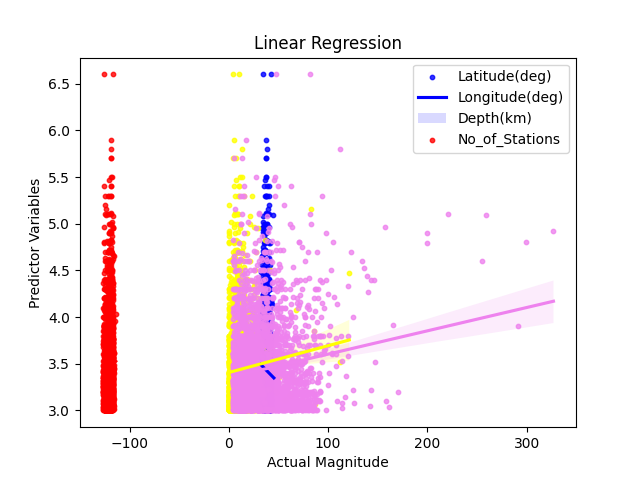 Linear Regression
Latitude(deg)
Longitude(deg)
Depth(km)
No_of_Stations
6.5
6.0
5.5
5.0
4.5
4.0
3.5
3.0
Predictor Variables
−100
0
100
200
300
Actual Magnitude